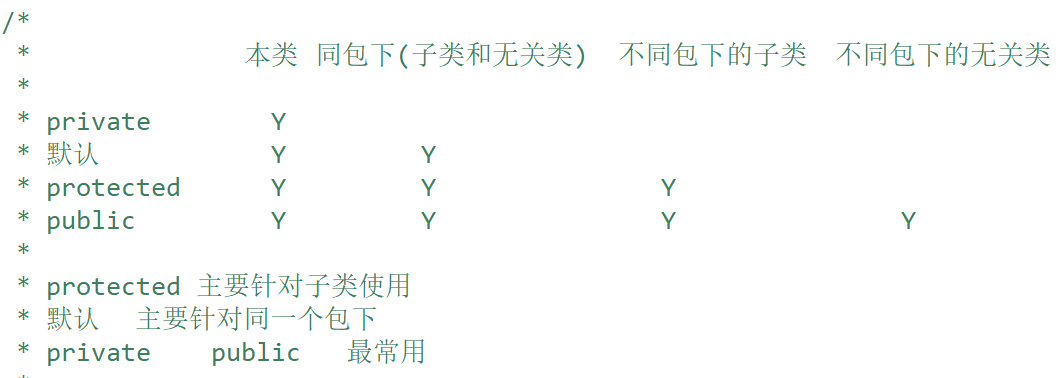 /*
*                本类 同包下(子类和无关类)  不同包下的子类  不同包下的无关类
*
* private        Y
* 默认           Y         Y
* protected      Y         Y               Y
* public         Y         Y               Y               Y
*
* protected 主要针对子类使用
* 默认  主要针对同一个包下
* private    public   最常用